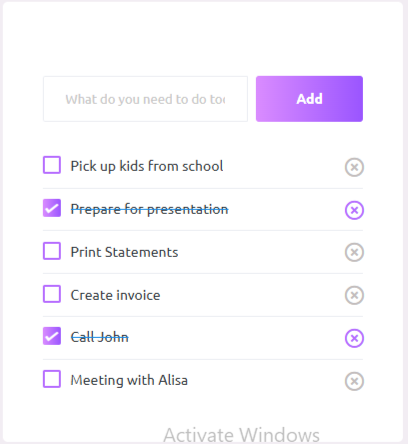 What do you need to do
Add
Pick up kids from school
Prepare for presentation
Print Statements
Create invoice
Call John
Meeting with Alisa
Activate Windows